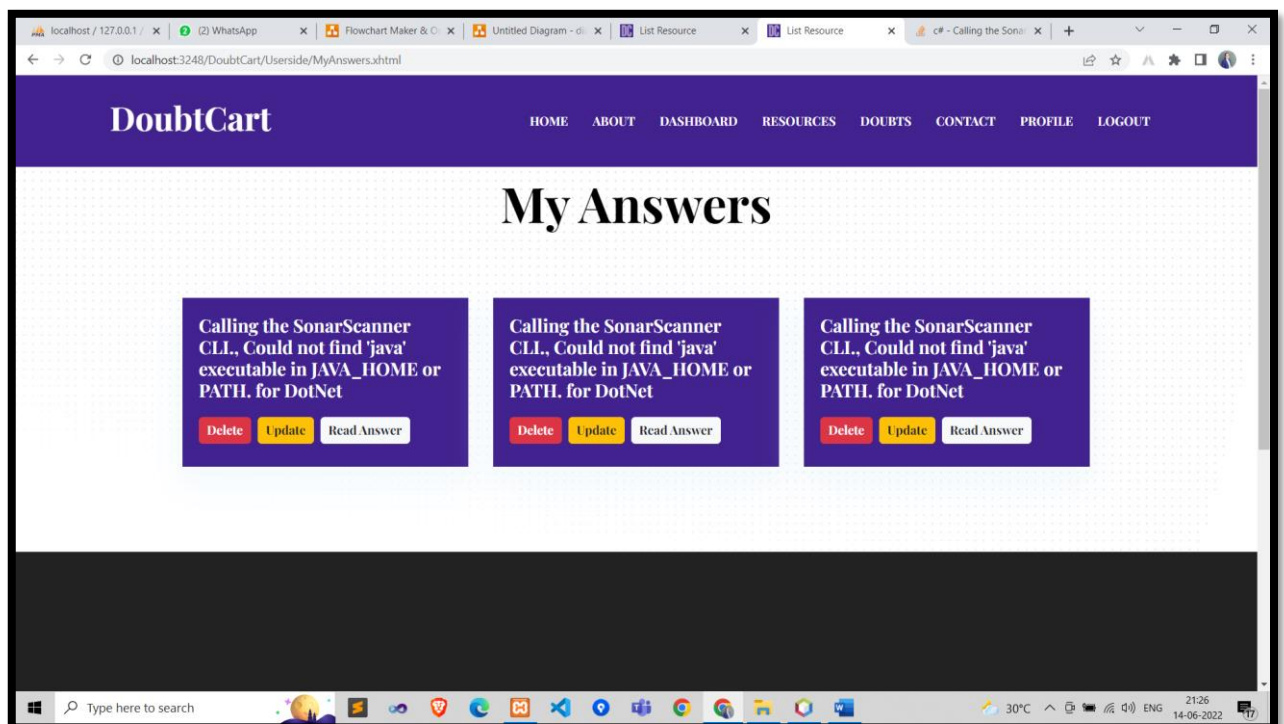 localhost / 127.0.0.1 /
(2) WhatsApp
Flowchart Maker & O
Untitled Diagram - di
List Resource
List Resource
c# - Calling the Sonar
localhost:3248/DoubtCart/Userside/MyAnswers.xhtml
DoubtCart
HOME ABOUT DASHBOARD RESOURCES DOUBTS CONTACT PROFILE LOGOUT
My Answers
Calling the SonarScanner
CLI., Could not find 'java'
executable in JAVA_HOME or
PATH. for DotNet
Delete Update Read Answer
Calling the SonarScanner
CLI., Could not find 'java'
executable in JAVA_HOME or
PATH. for DotNet
Delete Update Read Answer
Calling the SonarScanner
CLI., Could not find 'java'
executable in JAVA_HOME or
PATH. for DotNet
Delete Update Read Answer
Type here to search
30°C
ENG
21:26
14-06-2022
17